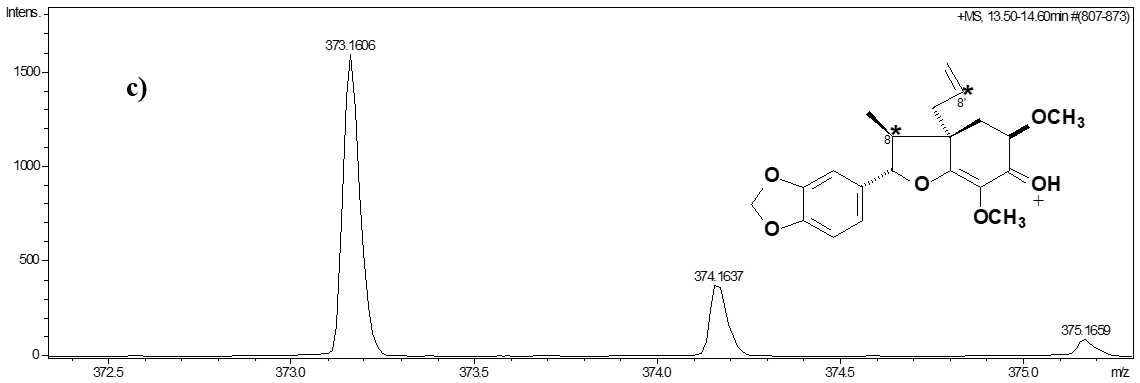 Intens.
+MS, 13.50-14.60min #(807-873)
373.1606
1500
c)
*
8'
*
8
OCH3
1000
O
O
OH
+
OCH3
O
500
374.1637
375.1659
0
372.5 373.0 373.5 374.0 374.5 375.0 m/z